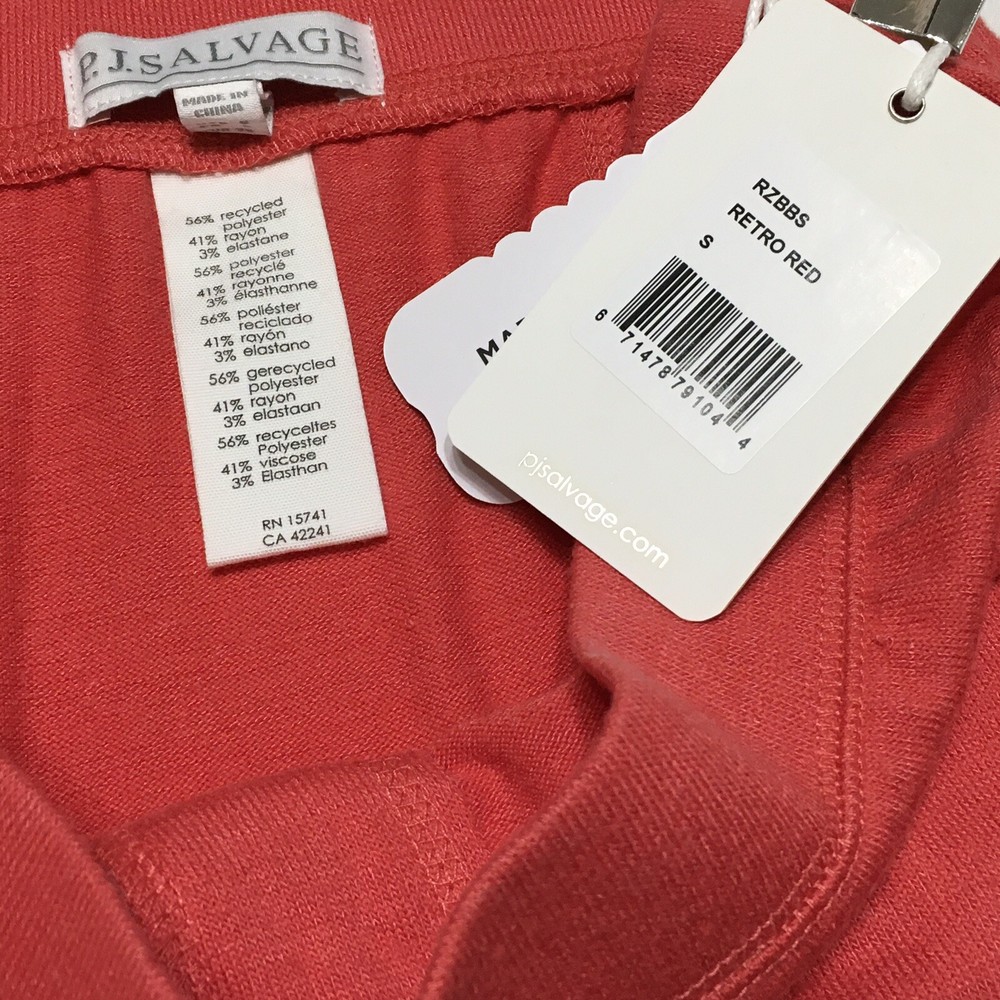 P.J.SALVAGE
MADE IN
CHINA
56% recycled
polyester
41% rayon
3% elastane
56% polyester
recyclé
41% rayonne
3% élasthanne
56% poliéster
reciclado
41% rayón
3% elastano
56% gerecycled
polyester
41% rayon
3% elastaan
56% recyceltes
Polyester
41% viscose
3% Elasthan
RN 15741
CA 42241
RZBBS
RETRO RED
S
6 71478 79104 4
pjsalvage.com